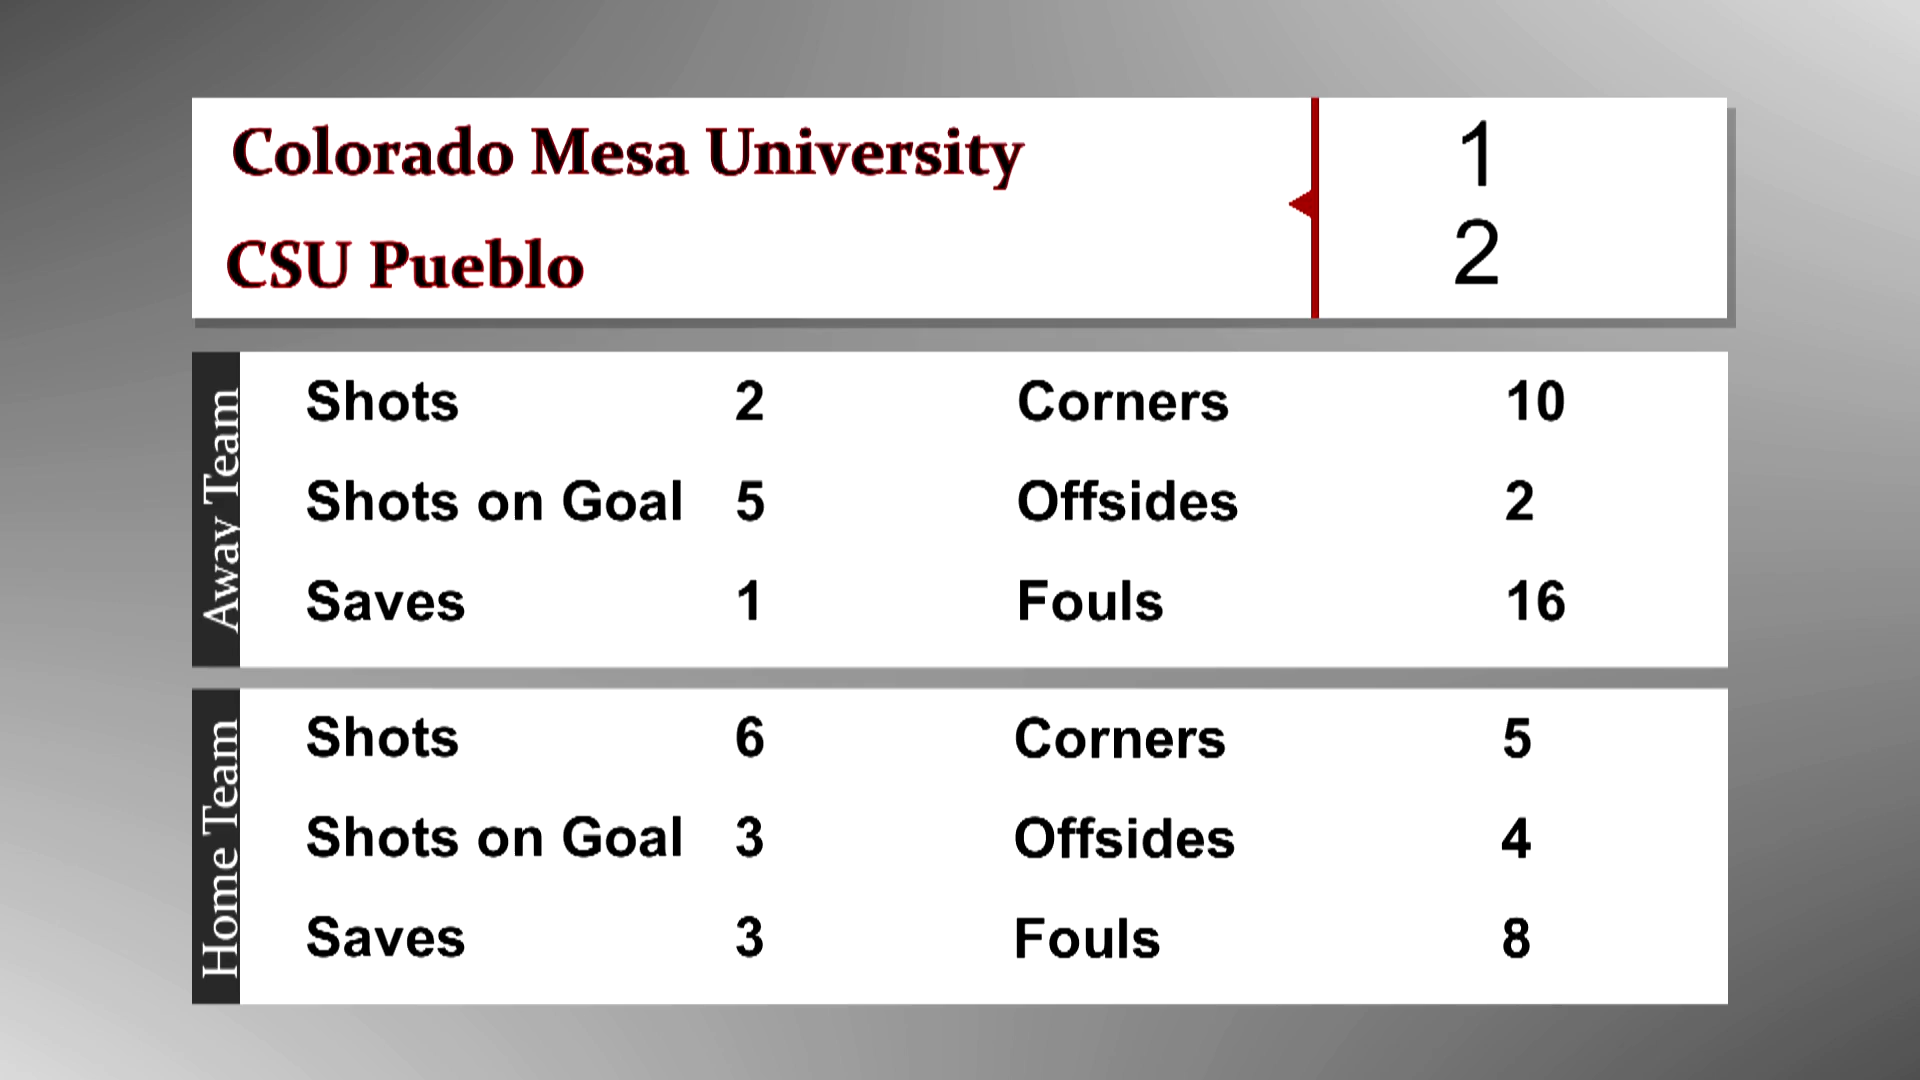 Colorado Mesa University 1
CSU Pueblo 2
Away Team
Shots 2 Corners 10
Shots on Goal 5 Offsides 2
Saves 1 Fouls 16
Home Team
Shots 6 Corners 5
Shots on Goal 3 Offsides 4
Saves 3 Fouls 8